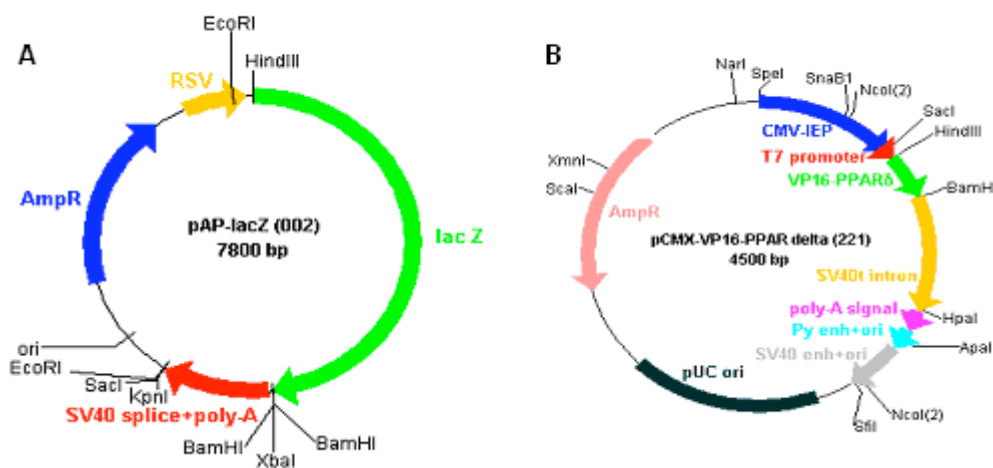 A
EcoRI
RSV
HindIII
AmpR
pAP-lacZ (002)
7800 bp
lac Z
ori
EcoRI
SacI
KpnI
SV40 splice+poly-A
BamHI
BamHI
XbaI
B
NarI
SpeI
SnaB1
NcoI(2)
CMV-IEP
SacI
HindIII
T7 promoter
VP16-PPARδ
BamH
XmnI
ScaI
AmpR
pCMX-VP16-PPAR delta (221)
4500 bp
SV40t intron
poly-A signal
HpaI
Py enh+ori
ApaI
SV40 enh+ori
pUC ori
NcoI(2)
SfiI